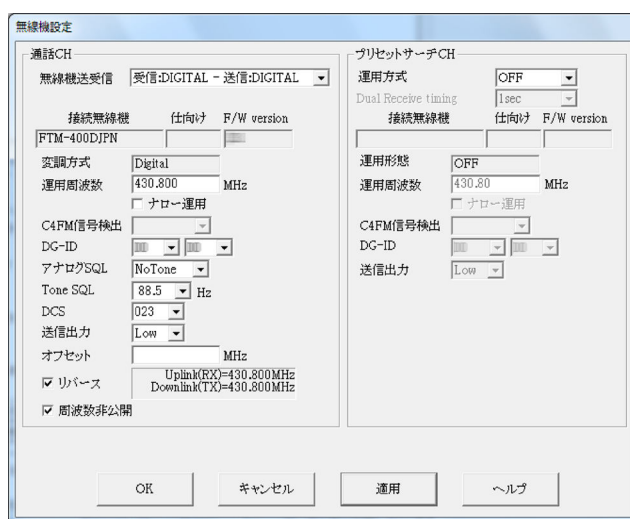 無線機設定
通話CH
無線機送受信 受信:DIGITAL - 送信:DIGITAL
接続無線機 仕向け F/W version
FTM-400DJPN
変調方式 Digital
運用周波数 430.800 MHz
ナロー運用
C4FM信号検出
DG-ID
アナログSQL NoTone
Tone SQL 88.5 Hz
DCS 023
送信出力 Low
オフセット MHz
リバース Uplink(RX)=430.800MHz
Downlink(TX)=430.800MHz
周波数非公開
プリセットサーチCH
運用方式 OFF
Dual Receive timing 1sec
接続無線機 仕向け F/W version
運用形態 OFF
運用周波数 430.80 MHz
ナロー運用
C4FM信号検出
DG-ID
送信出力 Low
OK キャンセル 適用 ヘルプ